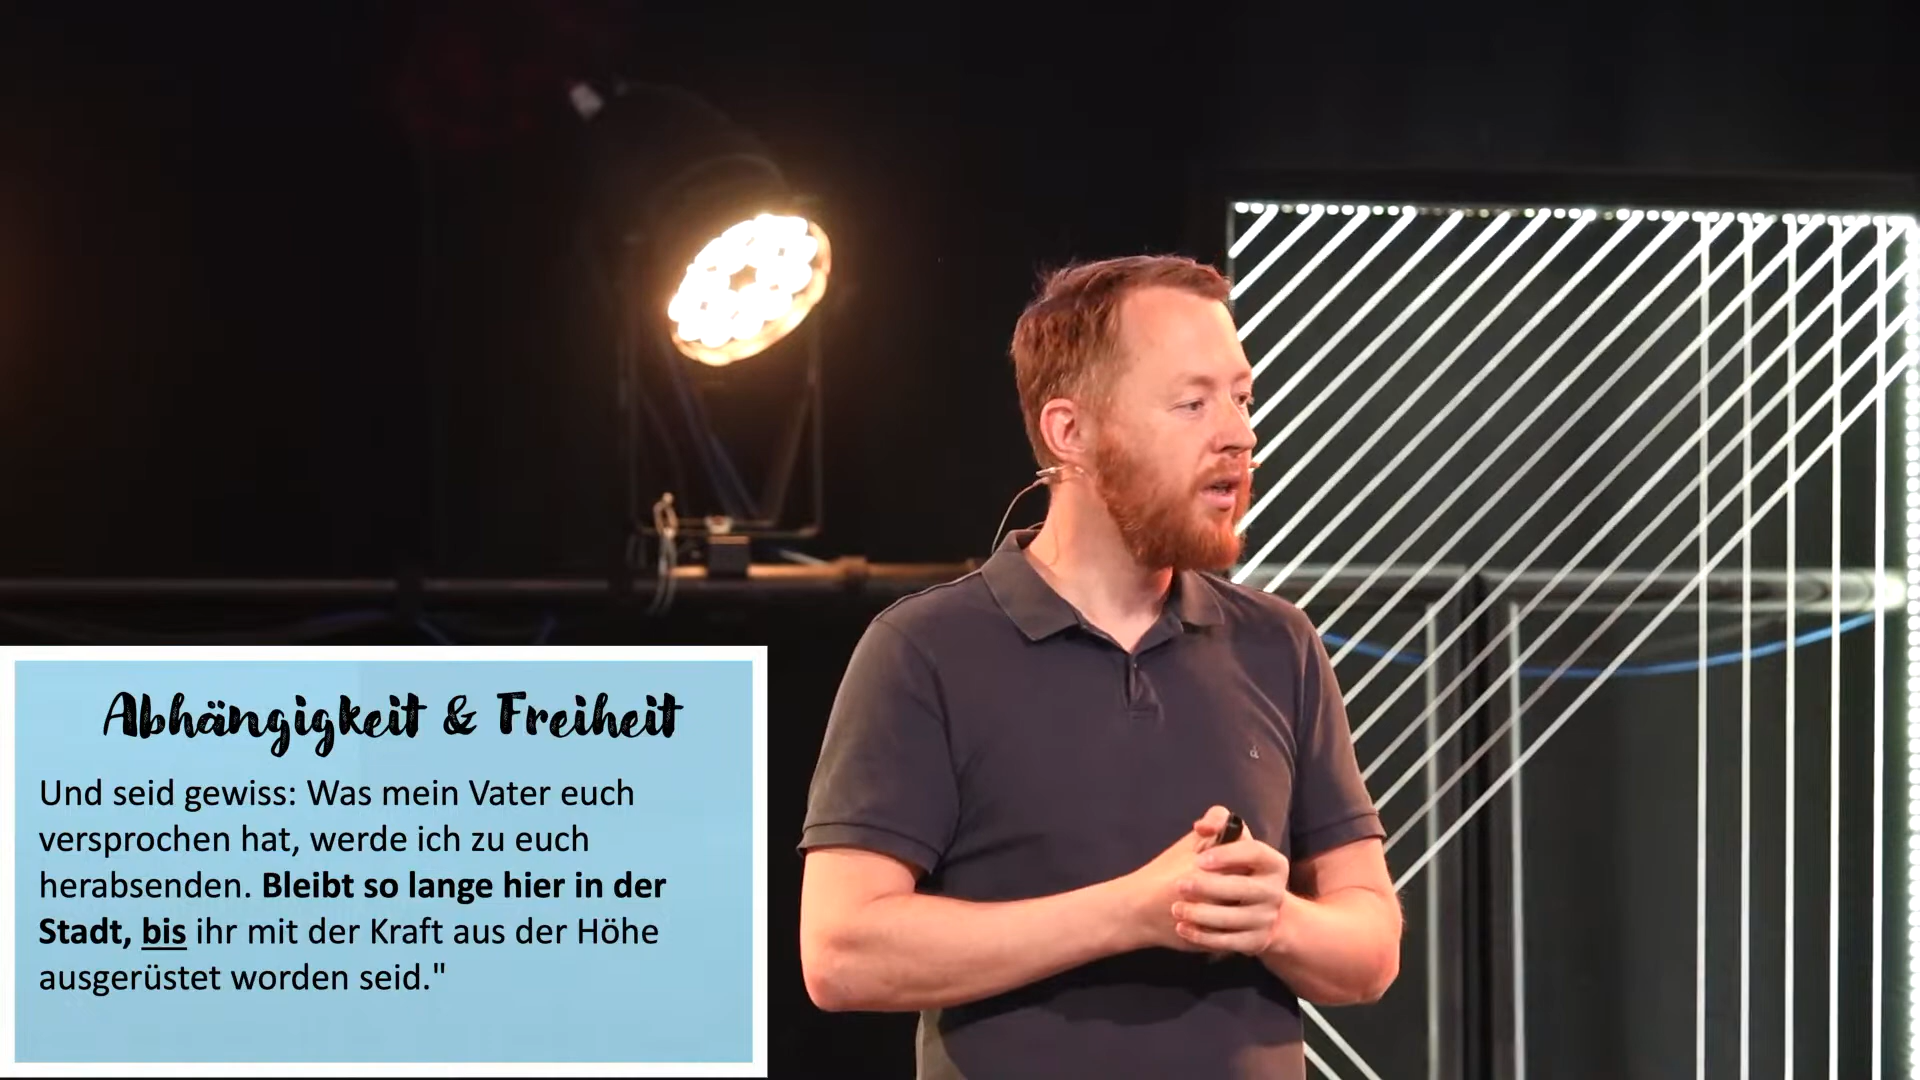 Abhängigkeit & Freiheit
Und seid gewiss: Was mein Vater euch
versprochen hat, werde ich zu euch
herabsenden. Bleibt so lange hier in der
Stadt, bis ihr mit der Kraft aus der Höhe
ausgerüstet worden seid."